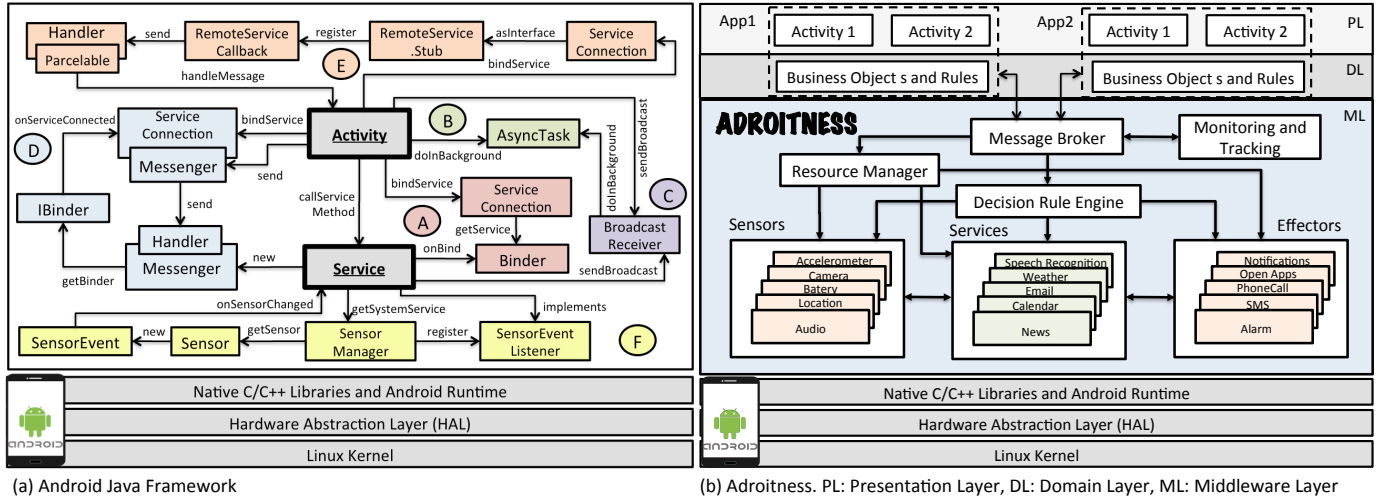 Handler
Parcelable
send
RemoteService
Callback
register
RemoteService
.Stub
asInterface
Service
Connection
handleMessage
E
bindService
onServiceConnected
Service
Connection
bindService
Activity
B
AsyncTask
doInBackground
D
Messenger
send
doInBackground
sendBroadcast
IBinder
send
callService
Method
bindService
Service
Connection
C
A
getService
Broadcast
Receiver
Handler
Messenger
new
Service
onBind
Binder
getBinder
sendBroadcast
onSensorChanged
getSystemService
implements
SensorEvent
new
Sensor
getSensor
Sensor
Manager
register
SensorEvent
Listener
F
Native C/C++ Libraries and Android Runtime
Hardware Abstraction Layer (HAL)
Linux Kernel
ANDROID
(a) Android Java Framework
App1
Activity 1
Activity 2
App2
Activity 1
Activity 2
PL
Business Object s and Rules
Business Object s and Rules
DL
ADROITNESS
ML
Message Broker
Monitoring and
Tracking
Resource Manager
Decision Rule Engine
Sensors
Services
Effectors
Accelerometer
Camera
Batery
Location
Audio
Speech Recognition
Weather
Email
Calendar
News
Notifications
Open Apps
PhoneCall
SMS
Alarm
Native C/C++ Libraries and Android Runtime
Hardware Abstraction Layer (HAL)
Linux Kernel
ANDROID
(b) Adroitness. PL: Presentation Layer, DL: Domain Layer, ML: Middleware Layer